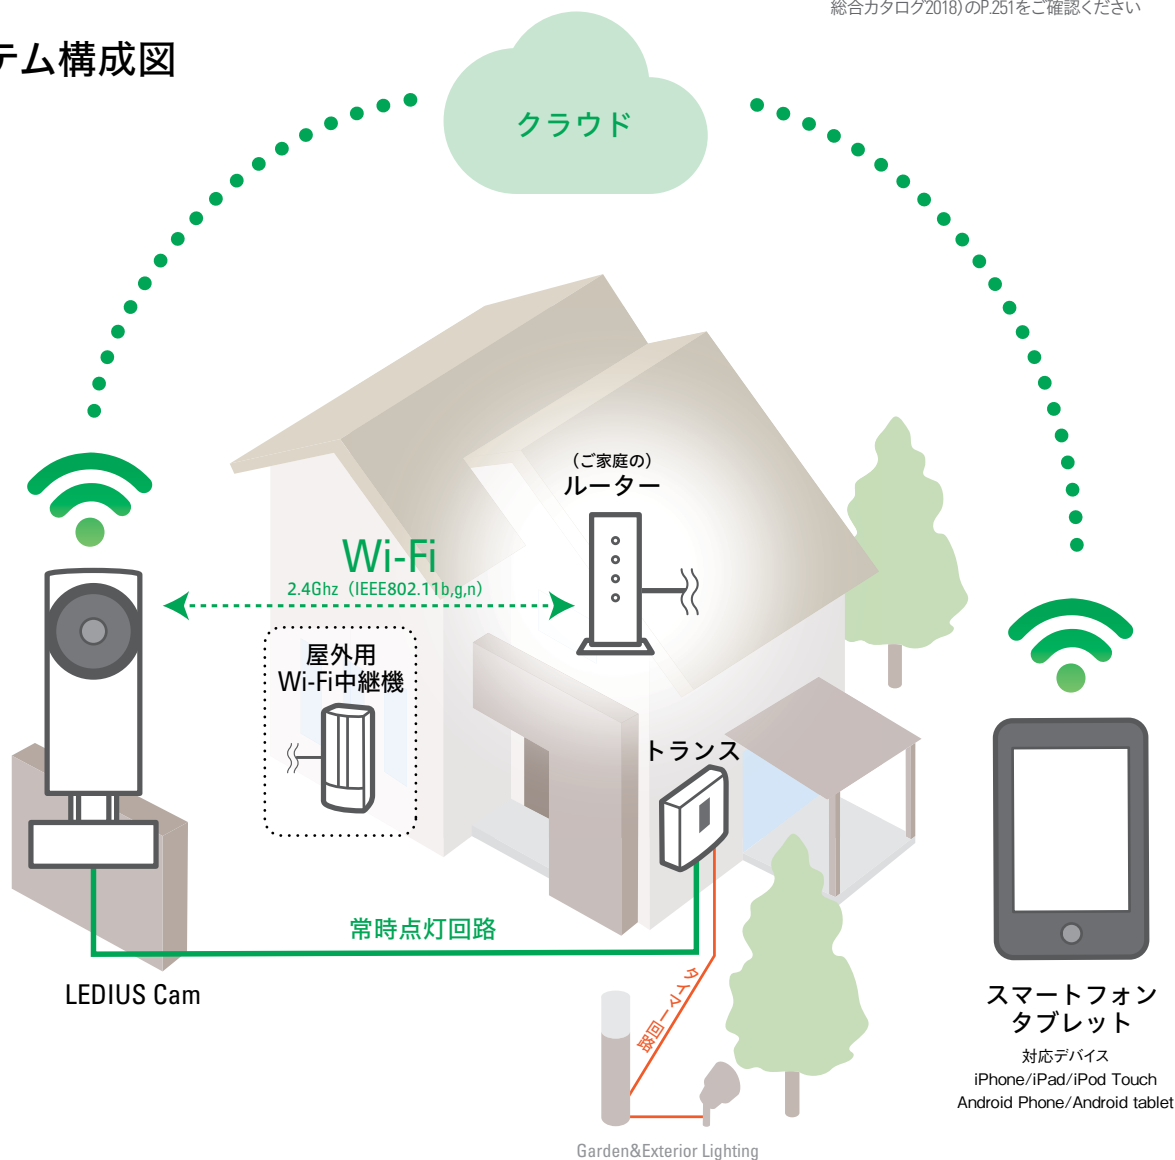 総合カタログ2018)のP.251をご確認ください
テム構成図
クラウド
(ご家庭の)
ルーター
Wi-Fi
2.4Ghz (IEEE802.11b,g,n)
屋外用
Wi-Fi中継機
トランス
常時点灯回路
タイマー回路
LEDIUS Cam
スマートフォン
タブレット
対応デバイス
iPhone/iPad/iPod Touch
Android Phone/Android tablet
Garden&Exterior Lighting